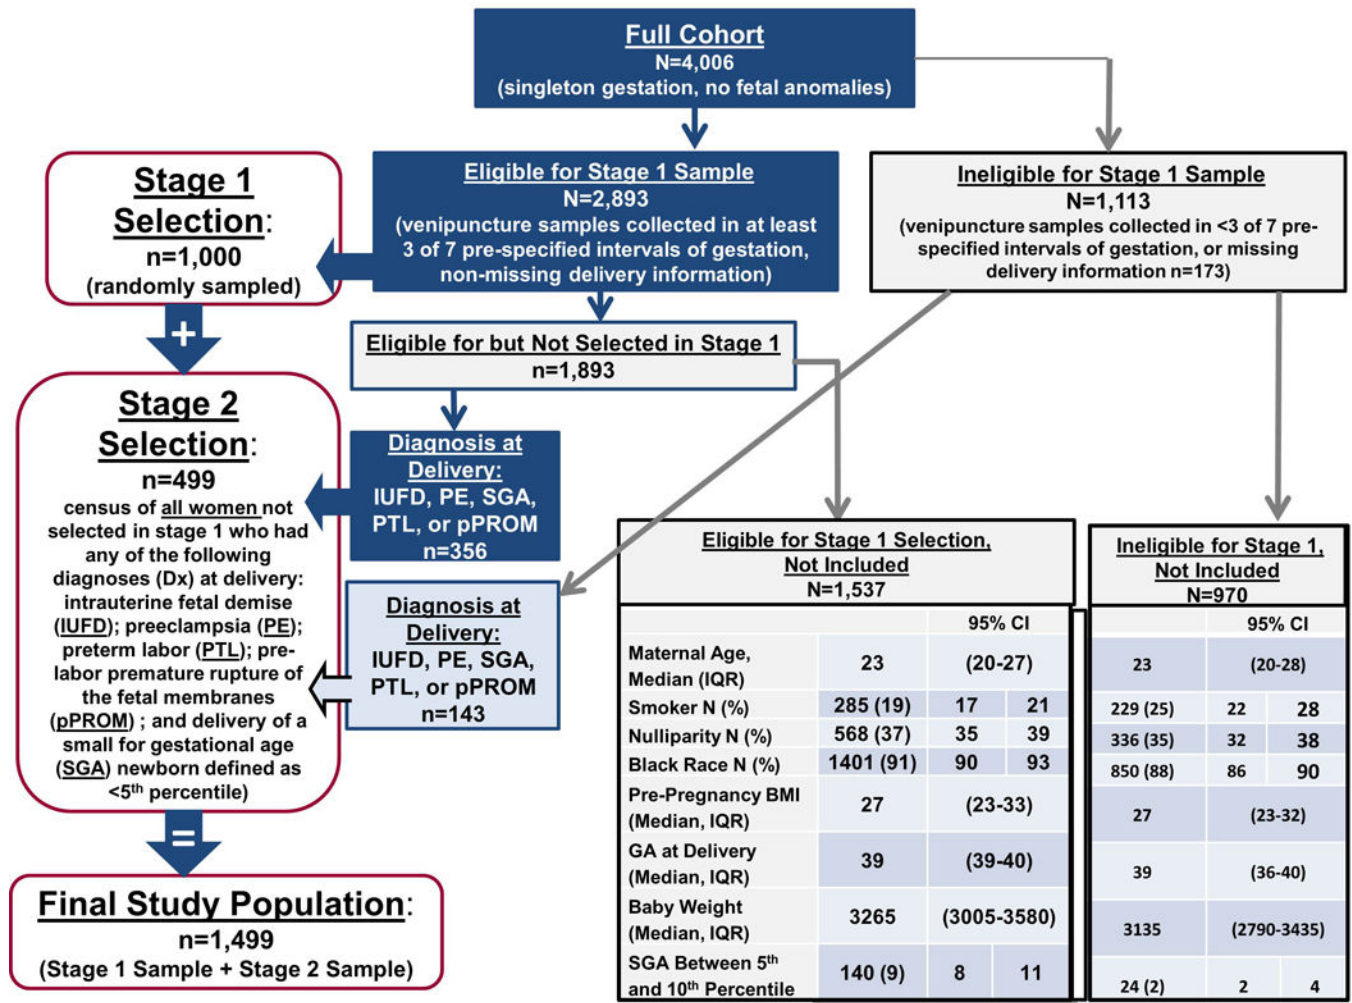 Full Cohort
N=4,006
(singleton gestation, no fetal anomalies)
Stage 1
Selection:
n=1,000
(randomly sampled)
Eligible for Stage 1 Sample
N=2,893
(venipuncture samples collected in at least
3 of 7 pre-specified intervals of gestation,
non-missing delivery information)
Ineligible for Stage 1 Sample
N=1,113
(venipuncture samples collected in <3 of 7 pre-
specified intervals of gestation, or missing
delivery information n=173)
+
Eligible for but Not Selected in Stage 1
n=1,893
Stage 2
Selection:
n=499
census of all women not
selected in stage 1 who had
any of the following
diagnoses (Dx) at delivery:
intrauterine fetal demise
(IUFD); preeclampsia (PE);
preterm labor (PTL); pre-
labor premature rupture of
the fetal membranes
(pPROM) ; and delivery of a
small for gestational age
(SGA) newborn defined as
<5th percentile)
Diagnosis at
Delivery:
IUFD, PE, SGA,
PTL, or pPROM
n=356
Diagnosis at
Delivery:
IUFD, PE, SGA,
PTL, or pPROM
n=143
=
Final Study Population:
n=1,499
(Stage 1 Sample + Stage 2 Sample)
Eligible for Stage 1 Selection,
Not Included
N=1,537
95% CI
Maternal Age,
Median (IQR) 23 (20-27)
Smoker N (%) 285 (19) 17 21
Nulliparity N (%) 568 (37) 35 39
Black Race N (%) 1401 (91) 90 93
Pre-Pregnancy BMI
(Median, IQR) 27 (23-33)
GA at Delivery
(Median, IQR) 39 (39-40)
Baby Weight
(Median, IQR) 3265 (3005-3580)
SGA Between 5th
and 10th Percentile 140 (9) 8 11
Ineligible for Stage 1,
Not Included
N=970
95% CI
23 (20-28)
229 (25) 22 28
336 (35) 32 38
850 (88) 86 90
27 (23-32)
39 (36-40)
3135 (2790-3435)
24 (2) 2 4